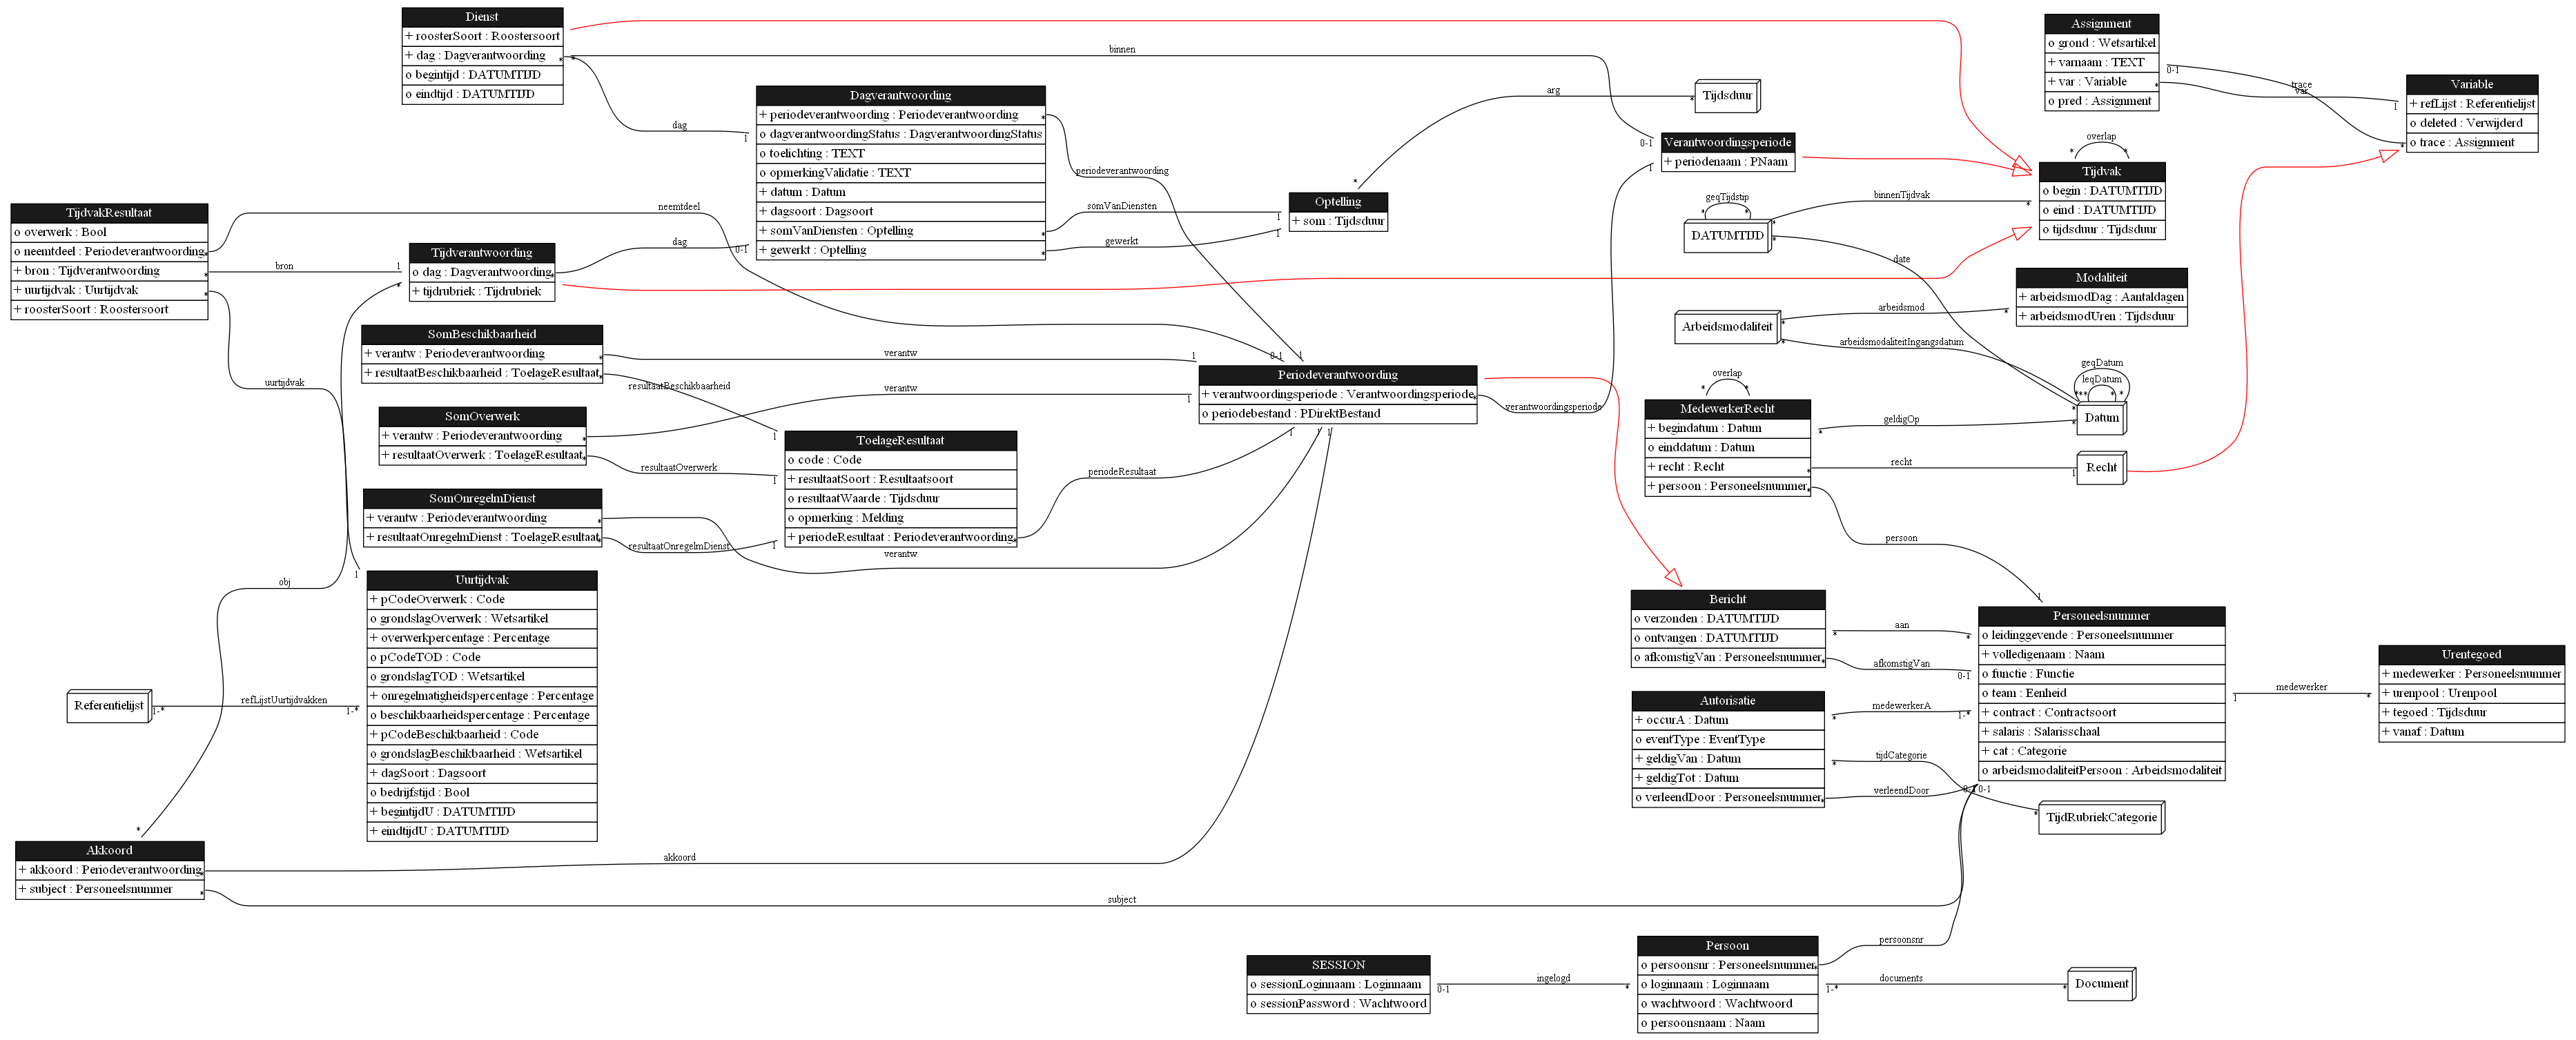 Dienst
+ roosterSoort : Roostersoort
+ dag : Dagverantwoording
o begintijd : DATUMTIJD
o eindtijd : DATUMTIJD
binnen
dag
Dagverantwoording
+ periodeverantwoording : Periodeverantwoording
o dagverantwoordingStatus : DagverantwoordingStatus
o toelichting : TEXT
o opmerkingValidatie : TEXT
+ datum : Datum
+ dagsoort : Dagsoort
+ somVanDiensten : Optelling
+ gewerkt : Optelling
periodeverantwoording
somVanDiensten
gewerkt
arg
Tijdsduur
Optelling
+ som : Tijdsduur
Verantwoordingsperiode
+ periodenaam : PNaam
Assignment
o grond : Wetsartikel
+ varnaam : TEXT
+ var : Variable
o pred : Assignment
trace
var
Variable
+ refLijst : Referentielijst
o deleted : Verwijderd
o trace : Assignment
overlap
Tijdvak
o begin : DATUMTIJD
o eind : DATUMTIJD
o tijdsduur : Tijdsduur
geqTijdstip
DATUMTIJD
binnenTijdvak
date
Modaliteit
+ arbeidsmodDag : Aantaldagen
+ arbeidsmodUren : Tijdsduur
Arbeidsmodaliteit
arbeidsmod
arbeidsmodaliteitIngangsdatum
geqDatum
leqDatum
Datum
Recht
overlap
MedewerkerRecht
+ begindatum : Datum
o einddatum : Datum
+ recht : Recht
+ persoon : Personeelsnummer
geldigOp
recht
persoon
TijdvakResultaat
o overwerk : Bool
o neemtdeel : Periodeverantwoording
+ bron : Tijdverantwoording
+ uurtijdvak : Uurtijdvak
+ roosterSoort : Roostersoort
neemtdeel
bron
uurtijdvak
Tijdverantwoording
o dag : Dagverantwoording
+ tijdrubriek : Tijdrubriek
dag
SomBeschikbaarheid
+ verantw : Periodeverantwoording
+ resultaatBeschikbaarheid : ToelageResultaat
verantw
resultaatBeschikbaarheid
SomOverwerk
+ verantw : Periodeverantwoording
+ resultaatOverwerk : ToelageResultaat
verantw
resultaatOverwerk
SomOnregelmDienst
+ verantw : Periodeverantwoording
+ resultaatOnregelmDienst : ToelageResultaat
verantw
resultaatOnregelmDienst
ToelageResultaat
o code : Code
+ resultaatSoort : Resultaatsoort
o resultaatWaarde : Tijdsduur
o opmerking : Melding
+ periodeResultaat : Periodeverantwoording
periodeResultaat
Periodeverantwoording
+ verantwoordingsperiode : Verantwoordingsperiode
o periodebestand : PDirektBestand
verantwoordingsperiode
obj
Uurtijdvak
+ pCodeOverwerk : Code
o grondslagOverwerk : Wetsartikel
+ overwerkpercentage : Percentage
o pCodeTOD : Code
o grondslagTOD : Wetsartikel
+ onregelmatigheidspercentage : Percentage
o beschikbaarheidspercentage : Percentage
+ pCodeBeschikbaarheid : Code
o grondslagBeschikbaarheid : Wetsartikel
+ dagSoort : Dagsoort
o bedrijfstijd : Bool
+ begintijdU : DATUMTIJD
+ eindtijdU : DATUMTIJD
Referentielijst
refLijstUurtijdvakken
Akkoord
+ akkoord : Periodeverantwoording
+ subject : Personeelsnummer
akkoord
subject
Bericht
o verzonden : DATUMTIJD
o ontvangen : DATUMTIJD
o afkomstigVan : Personeelsnummer
aan
afkomstigVan
Autorisatie
+ occurA : Datum
o eventType : EventType
+ geldigVan : Datum
+ geldigTot : Datum
o verleendDoor : Personeelsnummer
medewerkerA
tijdCategorie
verleendDoor
Personeelsnummer
o leidinggevende : Personeelsnummer
+ volledigenaam : Naam
o functie : Functie
o team : Eenheid
+ contract : Contractsoort
+ salaris : Salarisschaal
+ cat : Categorie
o arbeidsmodaliteitPersoon : Arbeidsmodaliteit
TijdRubriekCategorie
medewerker
Urentegoed
+ medewerker : Personeelsnummer
+ urenpool : Urenpool
+ tegoed : Tijdsduur
+ vanaf : Datum
SESSION
o sessionLoginnaam : Loginnaam
o sessionPassword : Wachtwoord
ingelogd
Persoon
o persoonsnr : Personeelsnummer
o loginnaam : Loginnaam
o wachtwoord : Wachtwoord
o persoonsnaam : Naam
persoonsnr
documents
Document